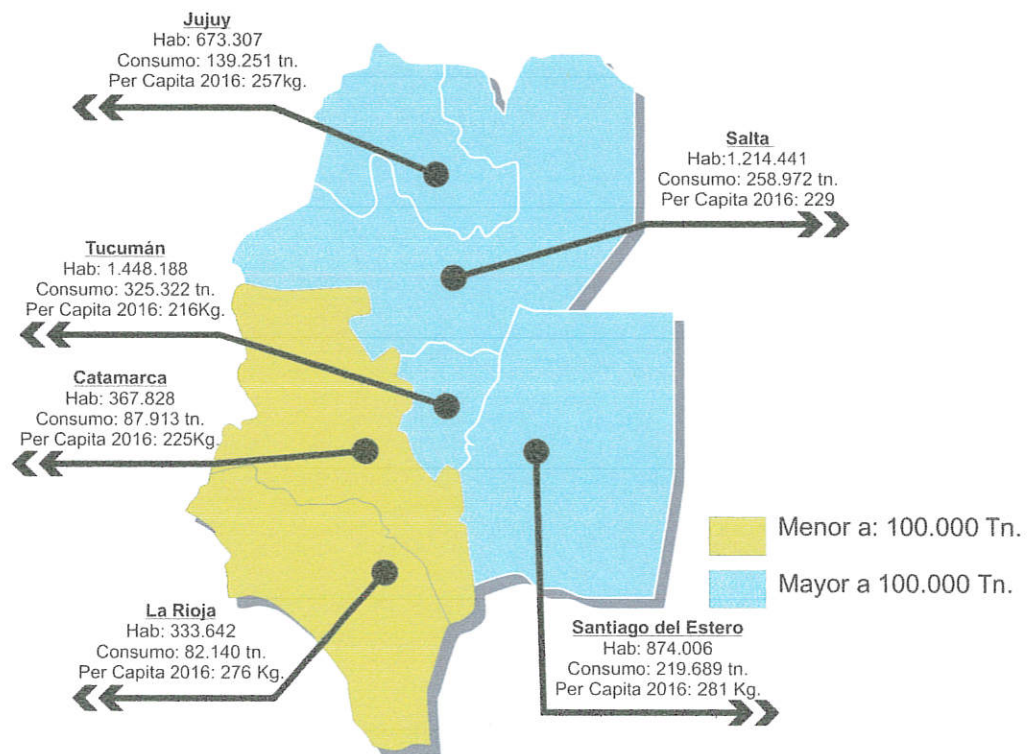 Jujuy
Hab: 673.307
Consumo: 139.251 tn.
Per Capita 2016: 257kg.
Salta
Hab:1.214.441
Consumo: 258.972 tn.
Per Capita 2016: 229
Tucumán
Hab: 1.448.188
Consumo: 325.322 tn.
Per Capita 2016: 216Kg.
Catamarca
Hab: 367.828
Consumo: 87.913 tn.
Per Capita 2016: 225Kg.
Menor a: 100.000 Tn.
Mayor a 100.000 Tn.
La Rioja
Hab: 333.642
Consumo: 82.140 tn.
Per Capita 2016: 276 Kg.
Santiago del Estero
Hab: 874.006
Consumo: 219.689 tn.
Per Capita 2016: 281 Kg.